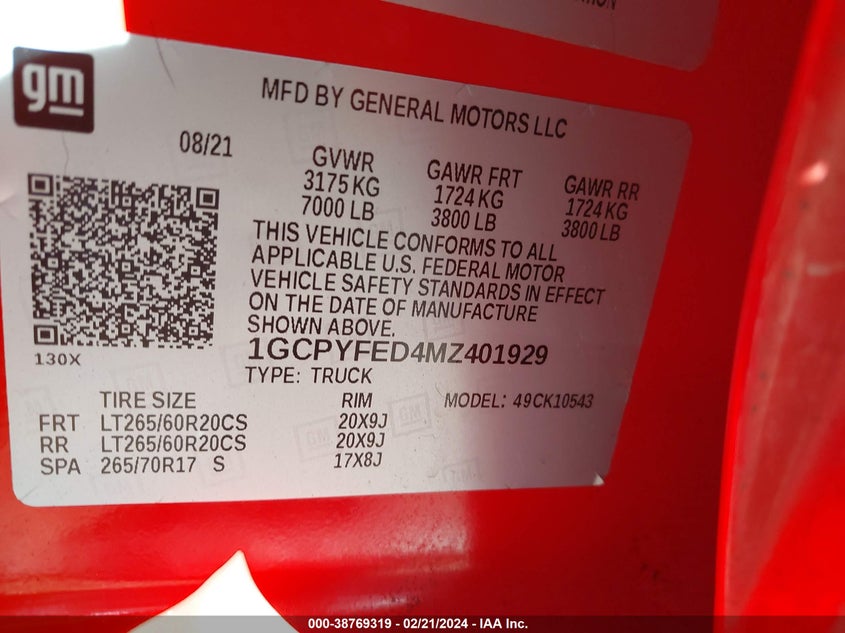 gm
MFD BY GENERAL MOTORS LLC
08/21
GVWR GAWR FRT GAWR RR
3175 KG 1724 KG 1724 KG
7000 LB 3800 LB 3800 LB
THIS VEHICLE CONFORMS TO ALL
APPLICABLE U.S. FEDERAL MOTOR
VEHICLE SAFETY STANDARDS IN EFFECT
ON THE DATE OF MANUFACTURE
SHOWN ABOVE.
130X
1GCPYFED4MZ401929
TYPE: TRUCK
TIRE SIZE RIM MODEL: 49CK10543
FRT LT265/60R20CS 20X9J
RR LT265/60R20CS 20X9J
SPA 265/70R17 S 17X8J
000-38769319 - 02/21/2024 - IAA Inc.